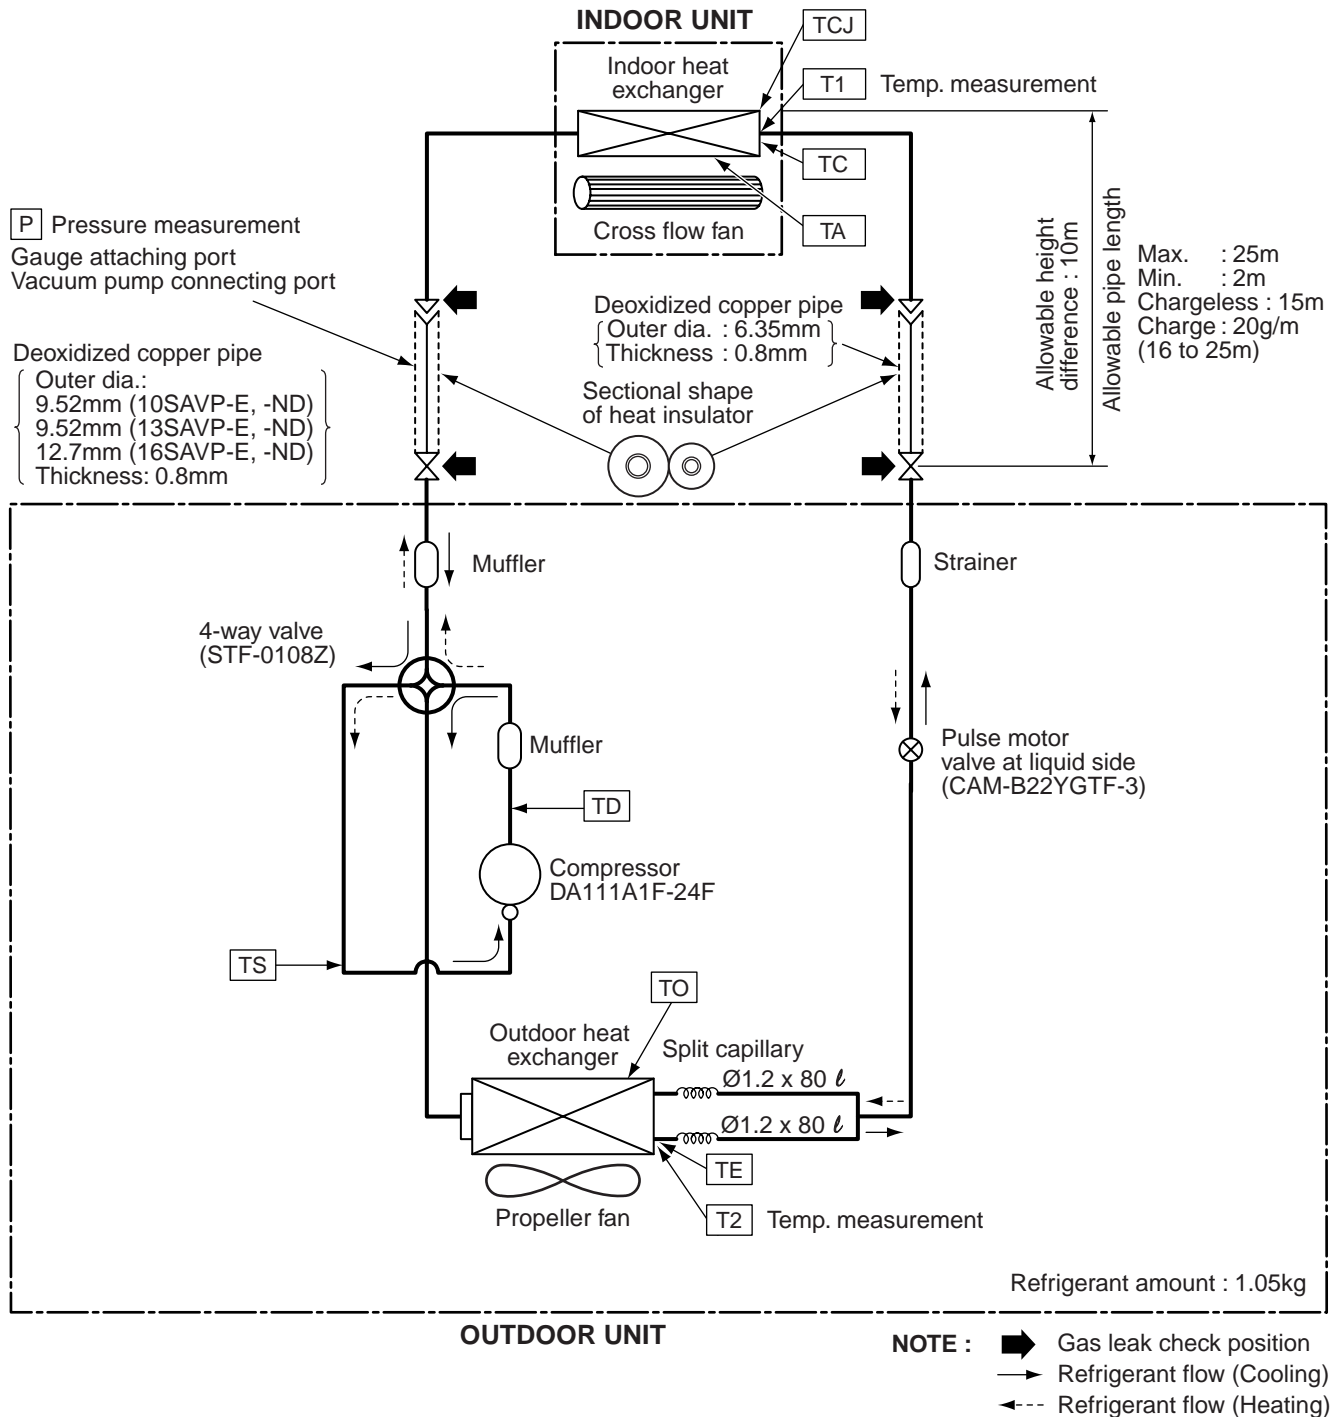 INDOOR UNIT
TCJ
Indoor heat
exchanger
T1 Temp. measurement
TC
TA
Cross flow fan
P Pressure measurement
Gauge attaching port
Vacuum pump connecting port
Deoxidized copper pipe
Outer dia.:
9.52mm (10SAVP-E, -ND)
9.52mm (13SAVP-E, -ND)
12.7mm (16SAVP-E, -ND)
Thickness: 0.8mm
Deoxidized copper pipe
Outer dia. : 6.35mm
Thickness : 0.8mm
Sectional shape
of heat insulator
Allowable height
difference : 10m
Allowable pipe length
Max. : 25m
Min. : 2m
Chargeless : 15m
Charge : 20g/m
(16 to 25m)
Muffler
Strainer
4-way valve
(STF-0108Z)
Muffler
Pulse motor
valve at liquid side
(CAM-B22YGTF-3)
TD
Compressor
DA111A1F-24F
TS
TO
Outdoor heat
exchanger
Split capillary
Ø1.2 x 80 ℓ
Ø1.2 x 80 ℓ
TE
T2 Temp. measurement
Propeller fan
Refrigerant amount : 1.05kg
OUTDOOR UNIT
NOTE : Gas leak check position
Refrigerant flow (Cooling)
Refrigerant flow (Heating)